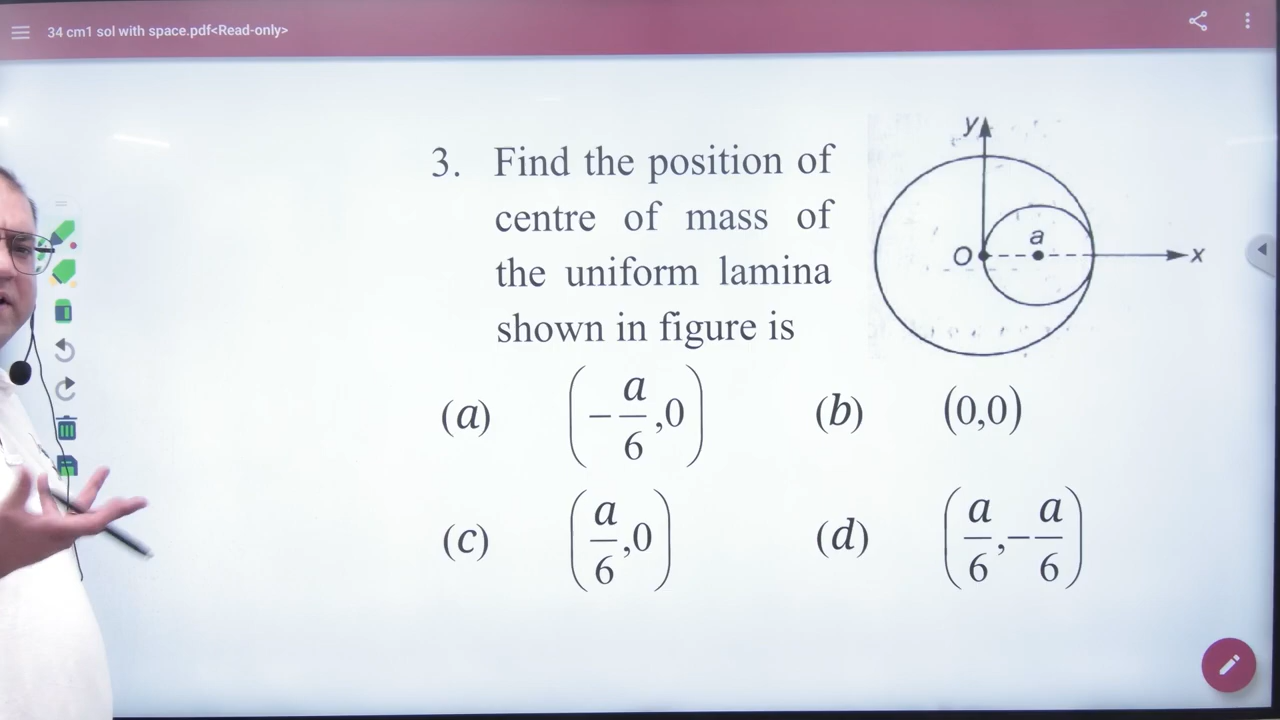 34 cm1 sol with space.pdf<Read-only>
3. Find the position of
centre of mass of
the uniform lamina
shown in figure is
y
O
a
x
(a) (-a/6,0) (b) (0,0)
(c) (a/6,0) (d) (a/6,-a/6)